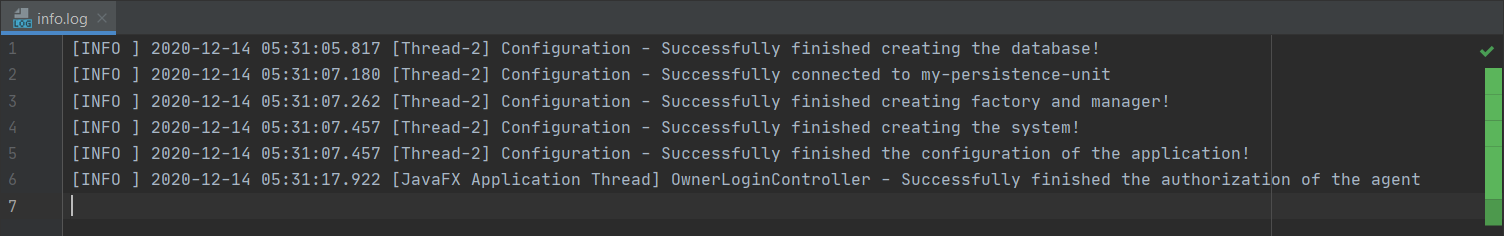 LOG info.log
1 [INFO ] 2020-12-14 05:31:05.817 [Thread-2] Configuration - Successfully finished creating the database!
2 [INFO ] 2020-12-14 05:31:07.180 [Thread-2] Configuration - Successfully connected to my-persistence-unit
3 [INFO ] 2020-12-14 05:31:07.262 [Thread-2] Configuration - Successfully finished creating factory and manager!
4 [INFO ] 2020-12-14 05:31:07.457 [Thread-2] Configuration - Successfully finished creating the system!
5 [INFO ] 2020-12-14 05:31:07.457 [Thread-2] Configuration - Successfully finished the configuration of the application!
6 [INFO ] 2020-12-14 05:31:17.922 [JavaFX Application Thread] OwnerLoginController - Successfully finished the authorization of the agent
7